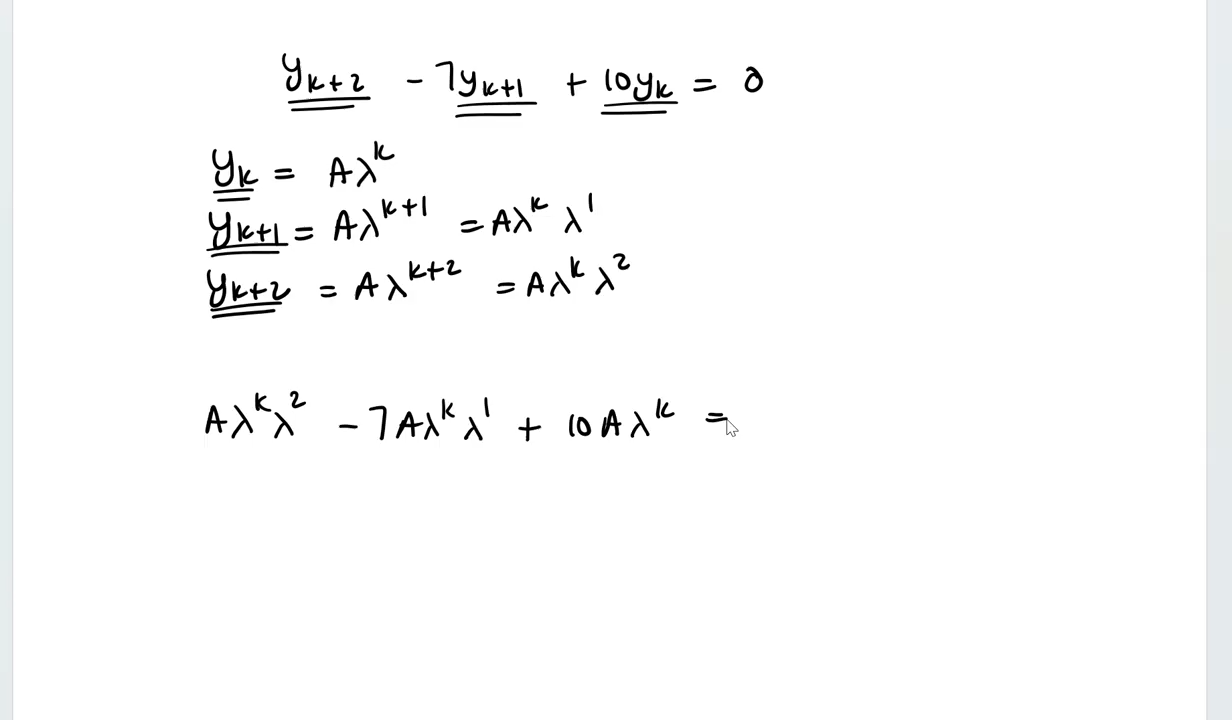 y_{k+2} - 7y_{k+1} + 10y_k = 0
y_k = Aλ^k
y_{k+1} = Aλ^{k+1} = Aλ^k λ^1
y_{k+2} = Aλ^{k+2} = Aλ^k λ^2
Aλ^k λ^2 - 7Aλ^k λ^1 + 10Aλ^k =